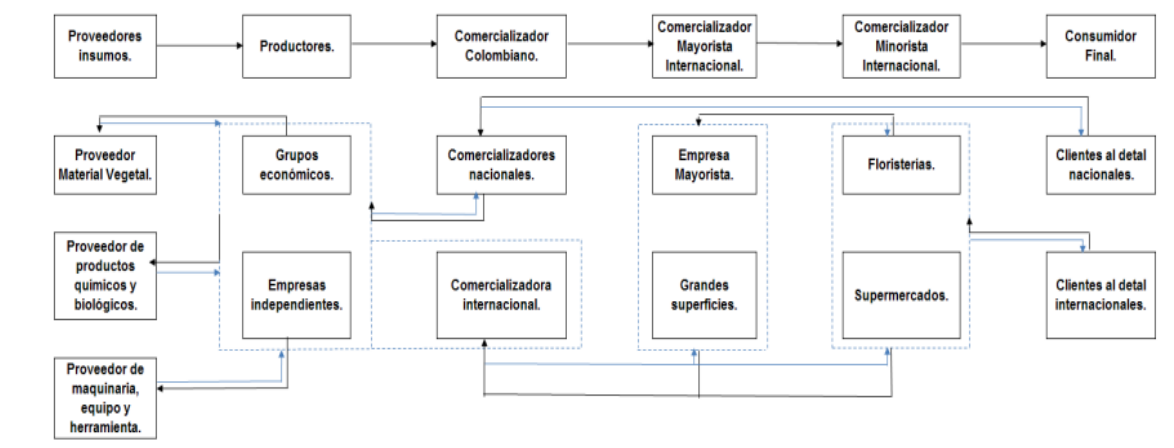 Proveedores
insumos.
Productores.
Comercializador
Colombiano.
Comercializador
Mayorista
Internacional.
Comercializador
Minorista
Internacional.
Consumidor
Final.
Proveedor
Material Vegetal.
Grupos
económicos.
Comercializadores
nacionales.
Empresa
Mayorista.
Floristerias.
Clientes al detal
nacionales.
Proveedor de
productos
quimicos y
biológicos.
Empresas
independientes.
Comercializadora
internacional.
Grandes
superficies.
Supermercados.
Clientes al detal
internacionales.
Proveedor de
maquinaria,
equipo y
herramienta.